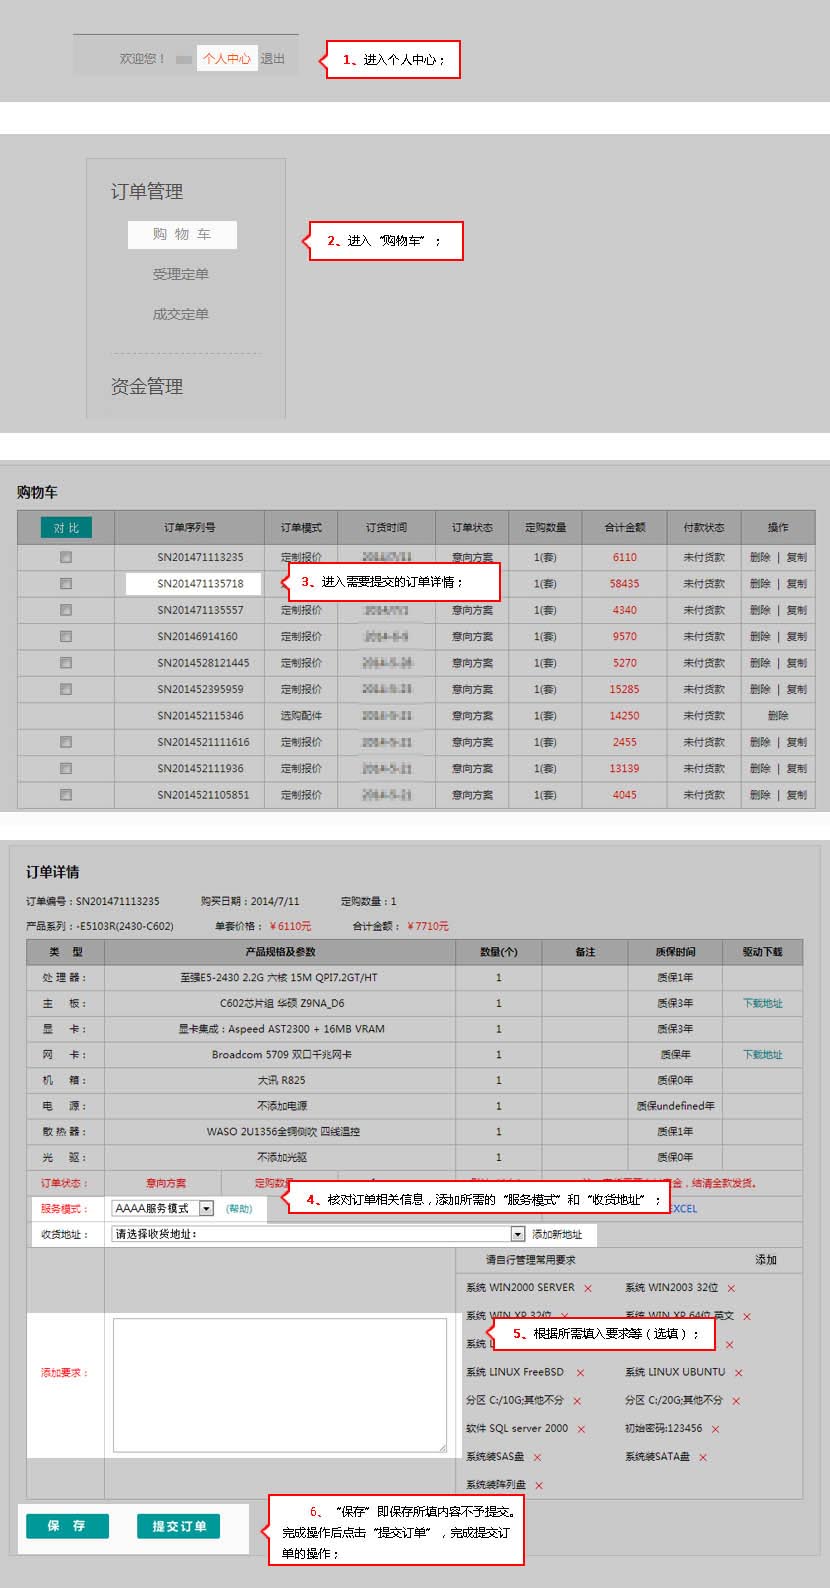 欢迎您！ 个人中心 退出
1、进入个人中心；
订单管理
购 物 车
2、进入“购物车”；
受理定单
成交定单
资金管理
购物车
对 比 订单序列号 订单模式 订货时间 订单状态 定购数量 合计金额 付款状态 操作
SN201471113235 定制报价 意向方案 1(套) 6110 未付货款 删除 | 复制
SN201471135718 3、进入需要提交的订单详情； 1(套) 58435 未付货款 删除 | 复制
SN201471135557 定制报价 意向方案 1(套) 4340 未付货款 删除 | 复制
SN20146914160 定制报价 意向方案 1(套) 9570 未付货款 删除 | 复制
SN2014528121445 定制报价 意向方案 1(套) 5270 未付货款 删除 | 复制
SN201452395959 定制报价 意向方案 1(套) 15285 未付货款 删除 | 复制
SN201452115346 选购配件 意向方案 1(套) 14250 未付货款 删除
SN2014521111616 定制报价 意向方案 1(套) 2455 未付货款 删除 | 复制
SN201452111936 定制报价 意向方案 1(套) 13139 未付货款 删除 | 复制
SN2014521105851 定制报价 意向方案 1(套) 4045 未付货款 删除 | 复制
订单详情
订单编号：SN201471113235 购买日期：2014/7/11 定购数量：1
产品系列：-E5103R(2430-C602) 单套价格：￥6110元 合计金额：￥7710元
类 型 产品规格及参数 数量(个) 备注 质保时间 驱动下载
处 理 器： 至强E5-2430 2.2G 六核 15M QPI7.2GT/HT 1 质保1年
主 板： C602芯片组 华硕 Z9NA_D6 1 质保3年 下载地址
显 卡： 显卡集成：Aspeed AST2300 + 16MB VRAM 1 质保3年
网 卡： Broadcom 5709 双口千兆网卡 1 质保年 下载地址
机 箱： 大讯 R825 1 质保0年
电 源： 不添加电源 1 质保undefined年
散 热 器： WASO 2U1356全铜侧吹 四线温控 1 质保1年
光 驱： 不添加光驱 1 质保0年
订单状态： 意向方案 定购数 金，结清全款发货。
4、核对订单相关信息，添加所需的“服务模式”和“收货地址”；
服务模式： AAAA服务模式 (帮助) EXCEL
收货地址： 请选择收货地址: 添加新地址
请自行管理常用要求 添加
系统 WIN2000 SERVER × 系统 WIN2003 32位 ×
系统 WIN XP 32位 × 系统 WIN XP 64位 英文 ×
5、根据所需填入要求等（选填）；
系统 L ×
添加要求：
系统 LINUX FreeBSD × 系统 LINUX UBUNTU ×
分区 C:/10G;其他不分 × 分区 C:/20G;其他不分 ×
软件 SQL server 2000 × 初始密码:123456 ×
系统装SAS盘 × 系统装SATA盘 ×
系统装阵列盘 ×
保 存 提交订单
6、“保存”即保存所填内容不予提交。
完成操作后点击“提交订单”，完成提交订
单的操作；